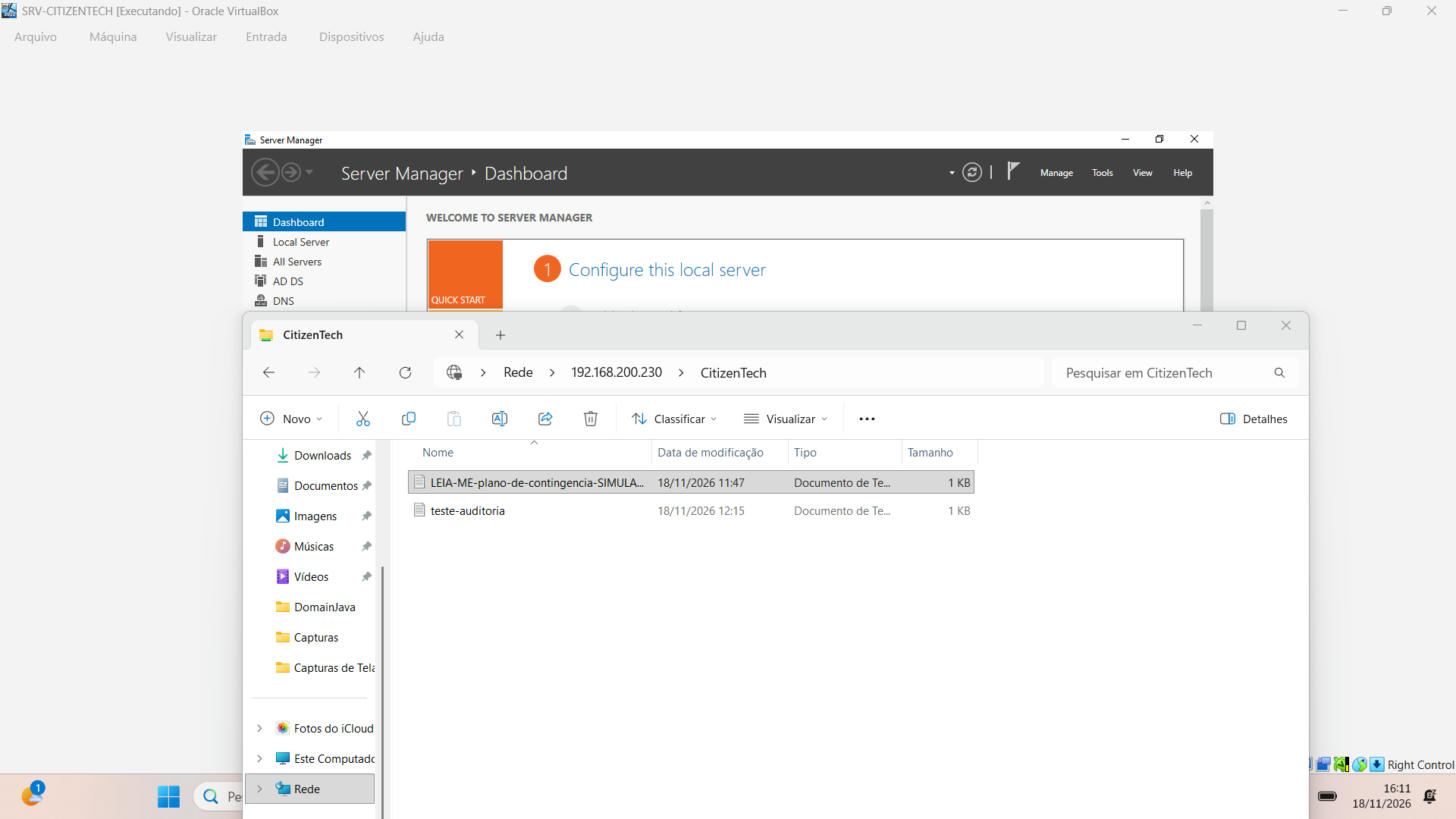 SRV-CITIZENTECH [Executando] - Oracle VirtualBox
Arquivo Máquina Visualizar Entrada Dispositivos Ajuda
Server Manager
Server Manager Dashboard
Manage Tools View Help
Dashboard
Local Server
All Servers
AD DS
DNS
WELCOME TO SERVER MANAGER
QUICK START
1 Configure this local server
CitizenTech
Rede > 192.168.200.230 > CitizenTech
Pesquisar em CitizenTech
Novo Classificar Visualizar Detalhes
Nome Data de modificação Tipo Tamanho
LEIA-ME-plano-de-contingencia-SIMULA... 18/11/2026 11:47 Documento de Te... 1 KB
teste-auditoria 18/11/2026 12:15 Documento de Te... 1 KB
Downloads
Documentos
Imagens
Músicas
Vídeos
DomainJava
Capturas
Capturas de Tela
Fotos do iCloud
Este Computado
Rede
Right Control
1
Pe
16:11
18/11/2026